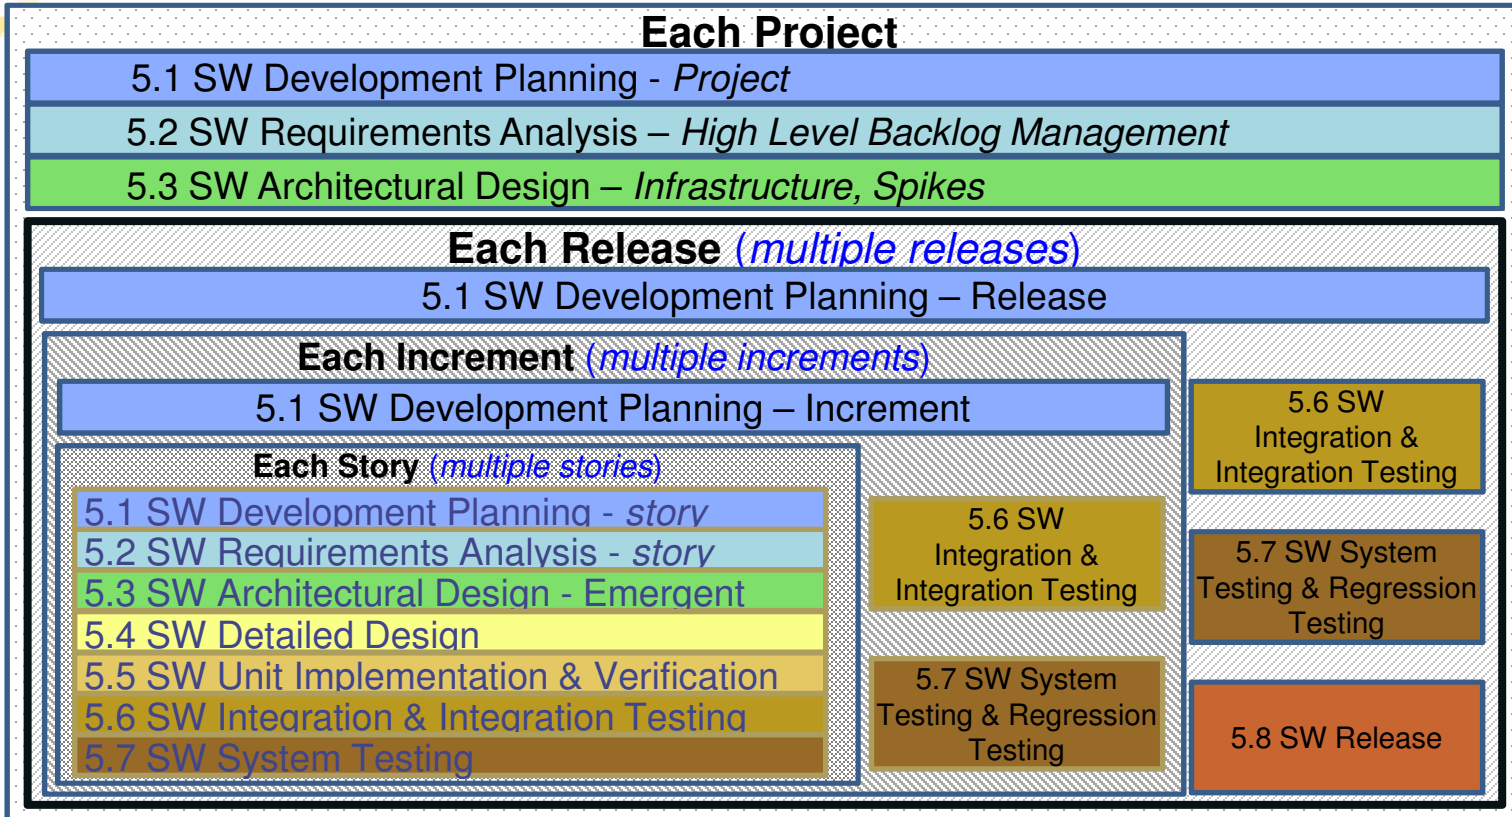 Each Project
5.1 SW Development Planning - Project
5.2 SW Requirements Analysis – High Level Backlog Management
5.3 SW Architectural Design – Infrastructure, Spikes
Each Release (multiple releases)
5.1 SW Development Planning – Release
Each Increment (multiple increments)
5.1 SW Development Planning – Increment
Each Story (multiple stories)
5.1 SW Development Planning - story
5.2 SW Requirements Analysis - story
5.3 SW Architectural Design - Emergent
5.4 SW Detailed Design
5.5 SW Unit Implementation & Verification
5.6 SW Integration & Integration Testing
5.7 SW System Testing
5.6 SW
Integration &
Integration Testing
5.7 SW System
Testing & Regression
Testing
5.6 SW
Integration &
Integration Testing
5.7 SW System
Testing & Regression
Testing
5.8 SW Release